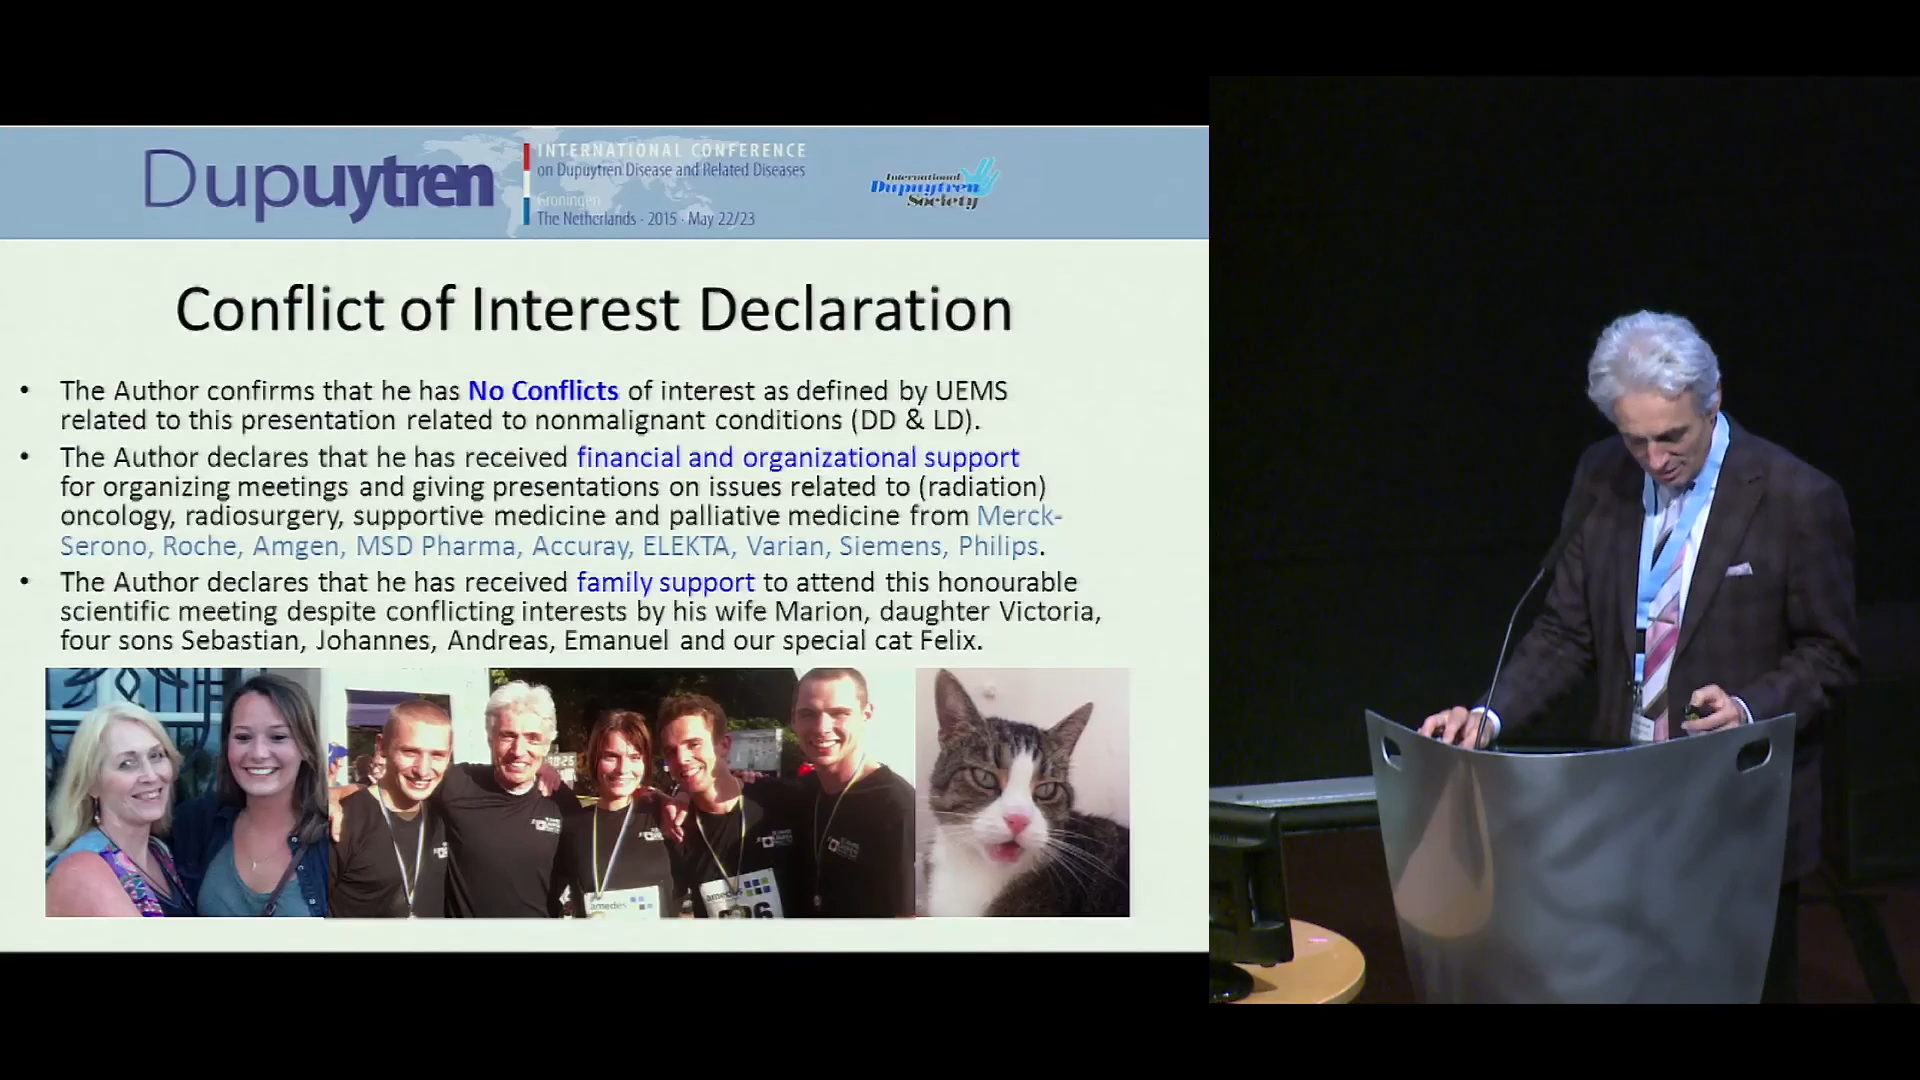 Dupuytren
INTERNATIONAL CONFERENCE
on Dupuytren Disease and Related Diseases
Groningen
The Netherlands - 2015 - May 22/23
International
Dupuytren
Society
Conflict of Interest Declaration
• The Author confirms that he has No Conflicts of interest as defined by UEMS
related to this presentation related to nonmalignant conditions (DD & LD).
• The Author declares that he has received financial and organizational support
for organizing meetings and giving presentations on issues related to (radiation)
oncology, radiosurgery, supportive medicine and palliative medicine from Merck-
Serono, Roche, Amgen, MSD Pharma, Accuray, ELEKTA, Varian, Siemens, Philips.
• The Author declares that he has received family support to attend this honourable
scientific meeting despite conflicting interests by his wife Marion, daughter Victoria,
four sons Sebastian, Johannes, Andreas, Emanuel and our special cat Felix.
amedes
amedes